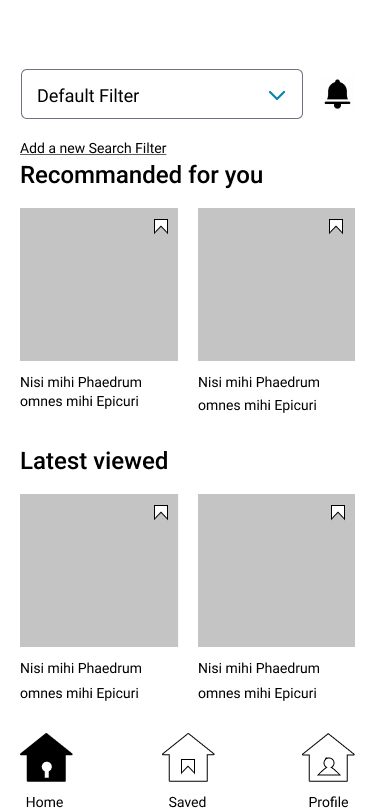 Default Filter
Add a new Search Filter
Recommanded for you
Nisi mihi Phaedrum
omnes mihi Epicuri
Nisi mihi Phaedrum
omnes mihi Epicuri
Latest viewed
Nisi mihi Phaedrum
omnes mihi Epicuri
Nisi mihi Phaedrum
omnes mihi Epicuri
Home
Saved
Profile